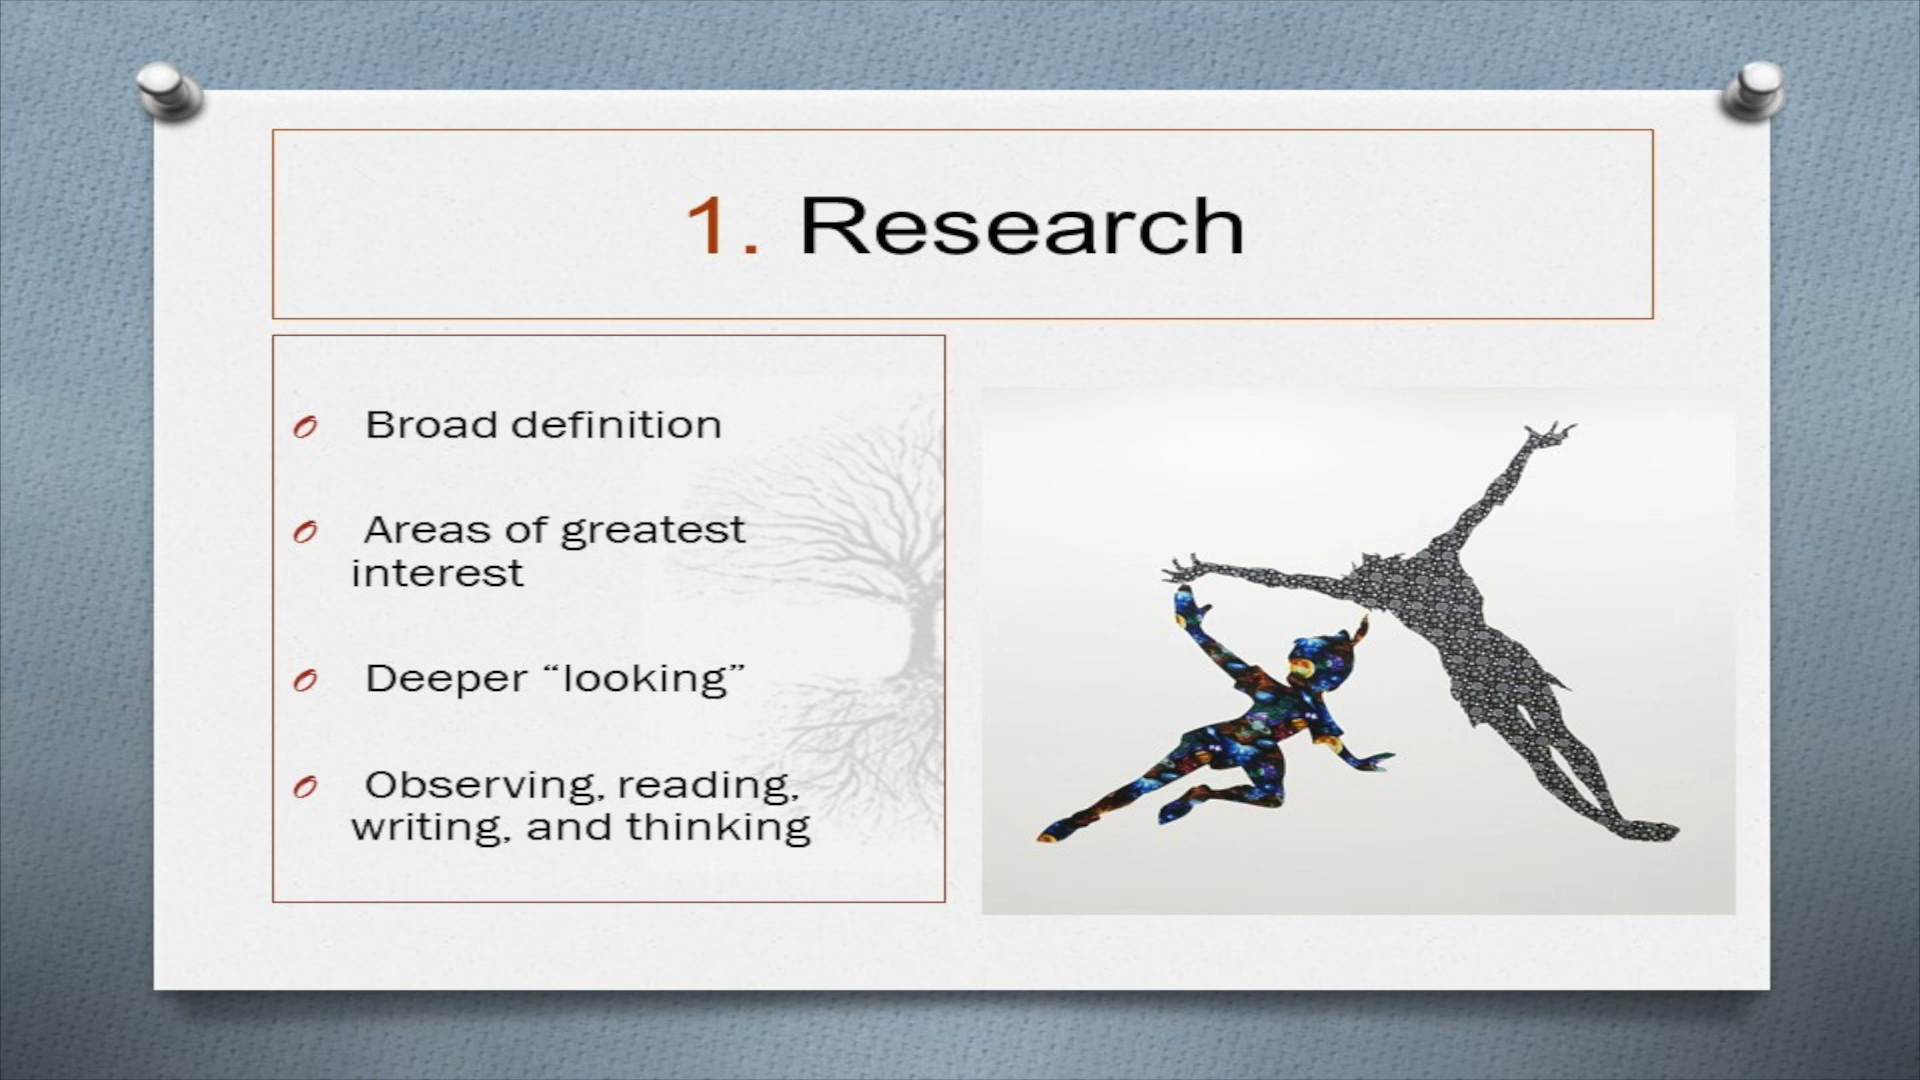 1. Research
Broad definition
Areas of greatest
interest
Deeper “looking”
Observing, reading,
writing, and thinking